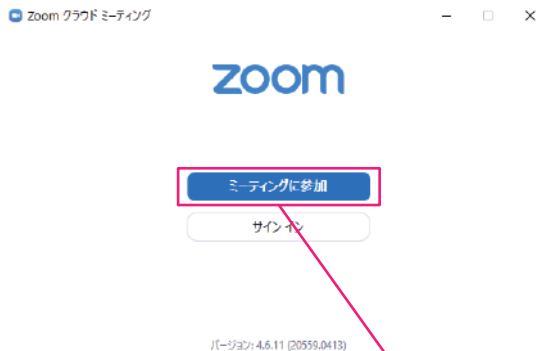 Zoom クラウド ミーティング
zoom
ミーティングに参加
サインイン
バージョン: 4.6.11 (20559.0413)